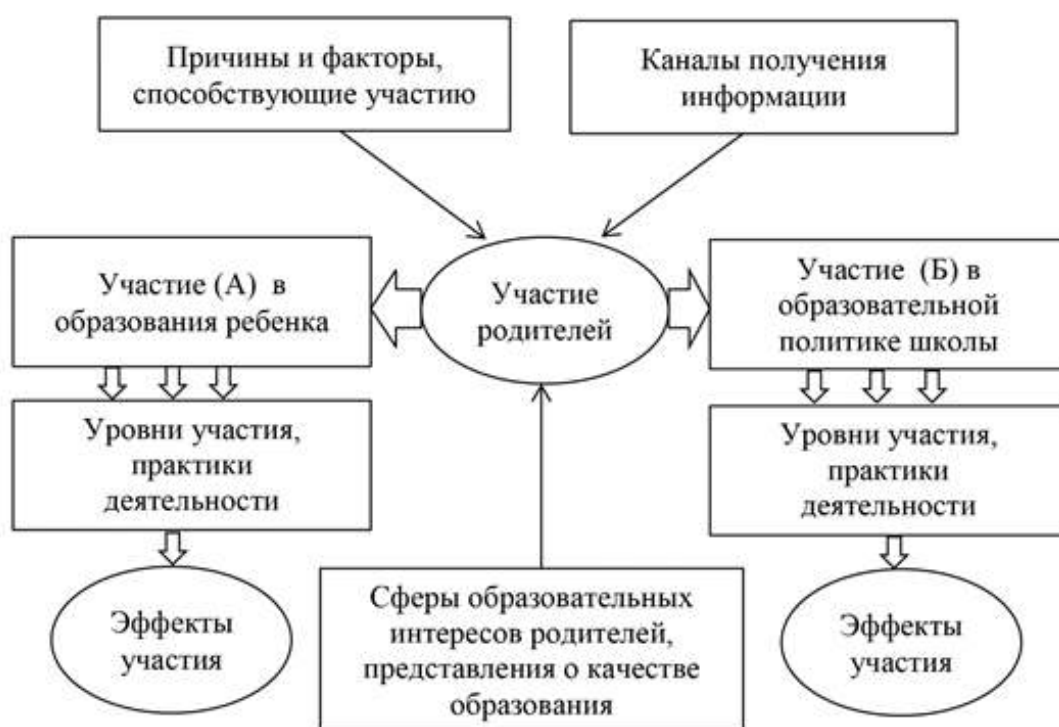 Причины и факторы,
способствующие участию
Каналы получения
информации
Участие (А) в
образования ребенка
Участие
родителей
Участие (Б) в
образовательной
политике школы
Уровни участия,
практики
деятельности
Уровни участия,
практики
деятельности
Эффекты
участия
Сферы образовательных
интересов родителей,
представления о качестве
образования
Эффекты
участия